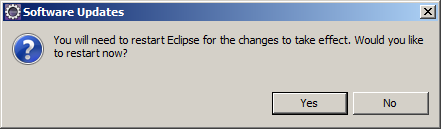 Software Updates
You will need to restart Eclipse for the changes to take effect. Would you like
to restart now?
Yes
No